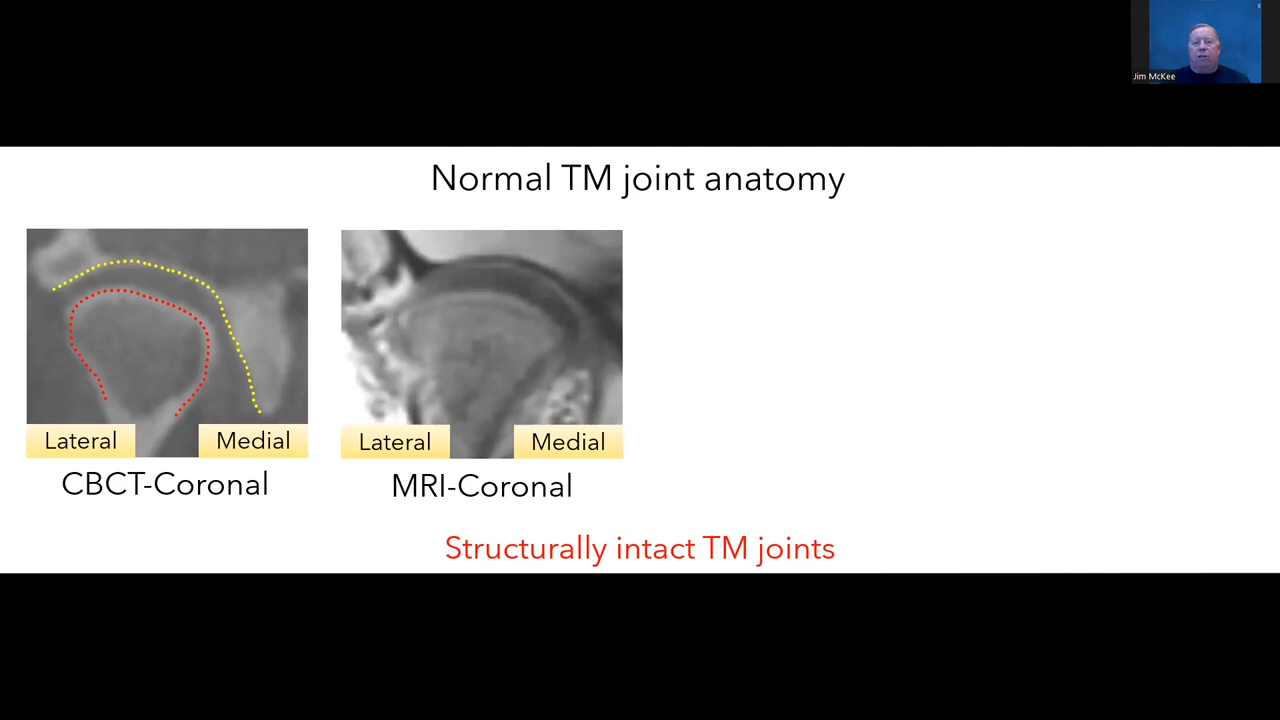 Jim McKee
Normal TM joint anatomy
Lateral
Medial
Lateral
Medial
CBCT-Coronal
MRI-Coronal
Structurally intact TM joints